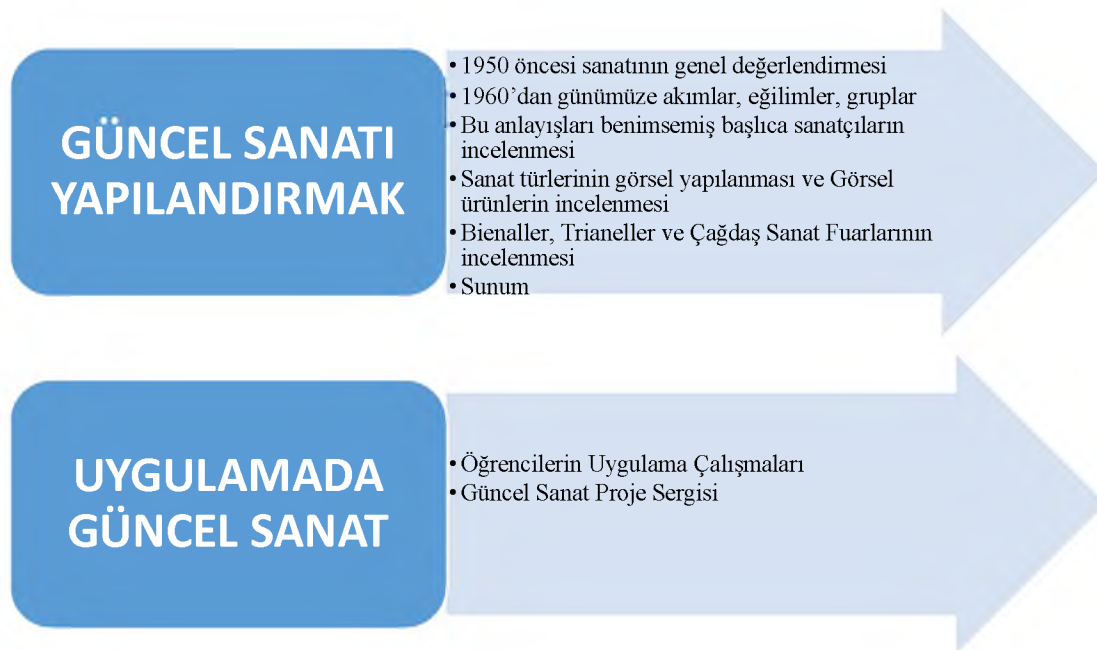 GÜNCEL SANATI
YAPILANDIRMAK
• 1950 öncesi sanatının genel değerlendirmesi
• 1960’dan günümüze akımlar, eğilimler, gruplar
• Bu anlayışları benimsemiş başlıca sanatçıların
incelenmesi
• Sanat türlerinin görsel yapılanması ve Görsel
ürünlerin incelenmesi
• Bienaller, Trianeller ve Çağdaş Sanat Fuarlarının
incelenmesi
• Sunum
UYGULAMADA
GÜNCEL SANAT
• Öğrencilerin Uygulama Çalışmaları
• Güncel Sanat Proje Sergisi